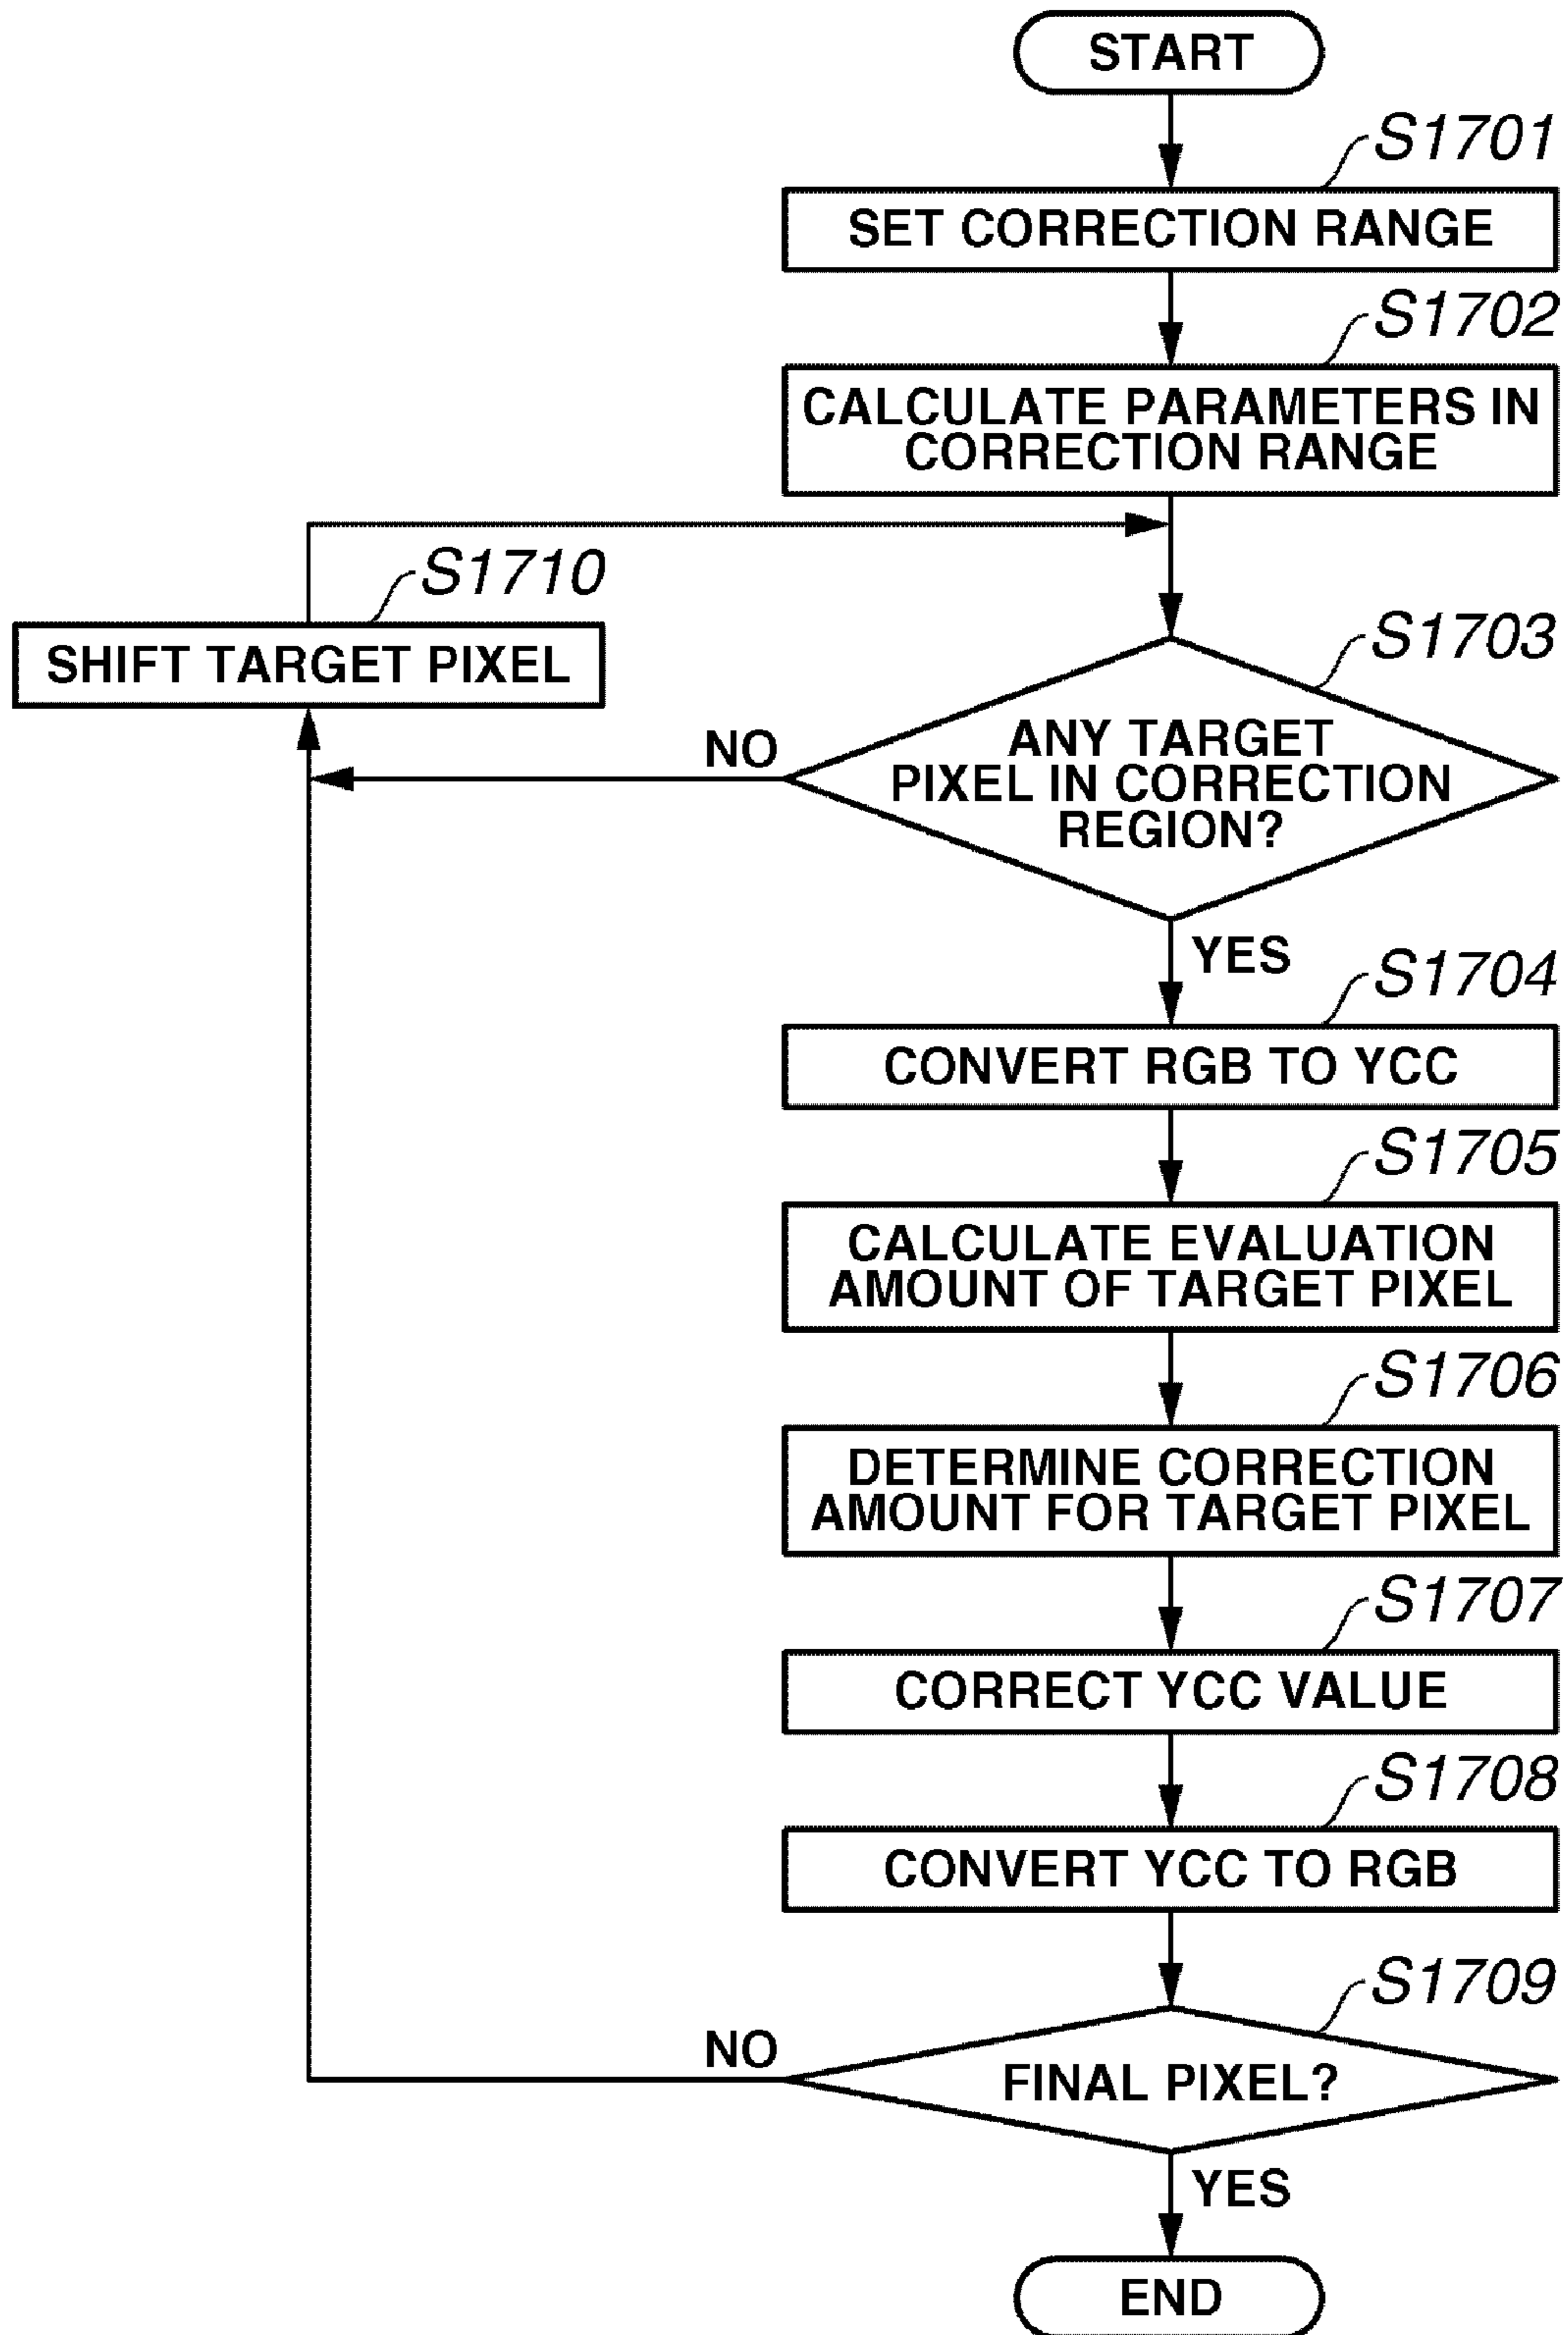 START
S1701
SET CORRECTION RANGE
S1702
CALCULATE PARAMETERS IN
CORRECTION RANGE
S1710
SHIFT TARGET PIXEL
S1703
ANY TARGET
PIXEL IN CORRECTION
REGION?
NO
YES
S1704
CONVERT RGB TO YCC
S1705
CALCULATE EVALUATION
AMOUNT OF TARGET PIXEL
S1706
DETERMINE CORRECTION
AMOUNT FOR TARGET PIXEL
S1707
CORRECT YCC VALUE
S1708
CONVERT YCC TO RGB
S1709
FINAL PIXEL?
NO
YES
END